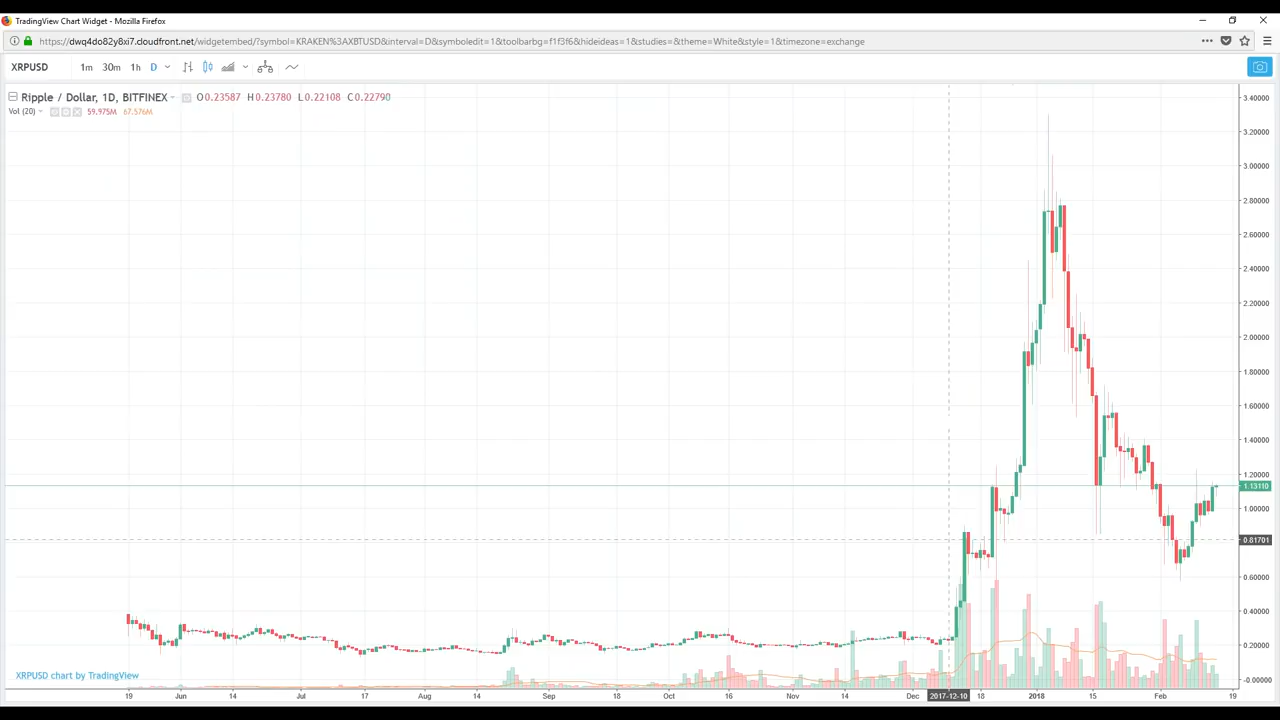 TradingView Chart Widget - Mozilla Firefox
https://dwq4do82y8xi7.cloudfront.net/widgetembed/?symbol=KRAKEN%3AXBTUSD&interval=D&symboledit=1&toolbarbg=f1f3f6&hideideas=1&studies=&theme=White&style=1&timezone=exchange
XRPUSD 1m 30m 1h D
Ripple / Dollar, 1D, BITFINEX O0.23587 H0.23780 L0.22108 C0.22790
Vol (20) 59.975M 67.576M
3.40000
3.20000
3.00000
2.80000
2.60000
2.40000
2.20000
2.00000
1.80000
1.60000
1.40000
1.20000
1.13110
1.00000
0.81701
0.60000
0.40000
0.20000
-0.00000
XRPUSD chart by TradingView
19 Jun 14 Jul 17 Aug 14 Sep 18 Oct 16 Nov 14 Dec 2017-12-10 18 2018 15 Feb 19